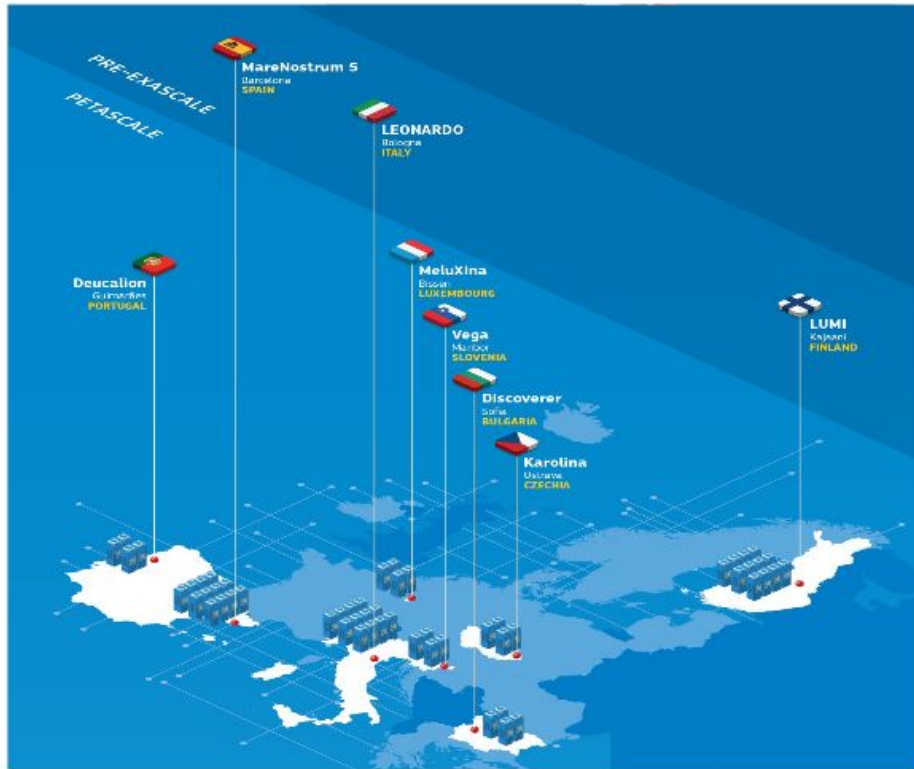 PRE-EXASCALE
PETASCALE
MareNostrum 5
Barcelona
SPAIN
LEONARDO
Bologna
ITALY
Deucalion
Guimarães
PORTUGAL
MeluXina
Bissen
LUXEMBOURG
Vega
Maribor
SLOVENIA
LUMI
Kajaani
FINLAND
Discoverer
Sofia
BULGARIA
Karolina
Ostrava
CZECHIA